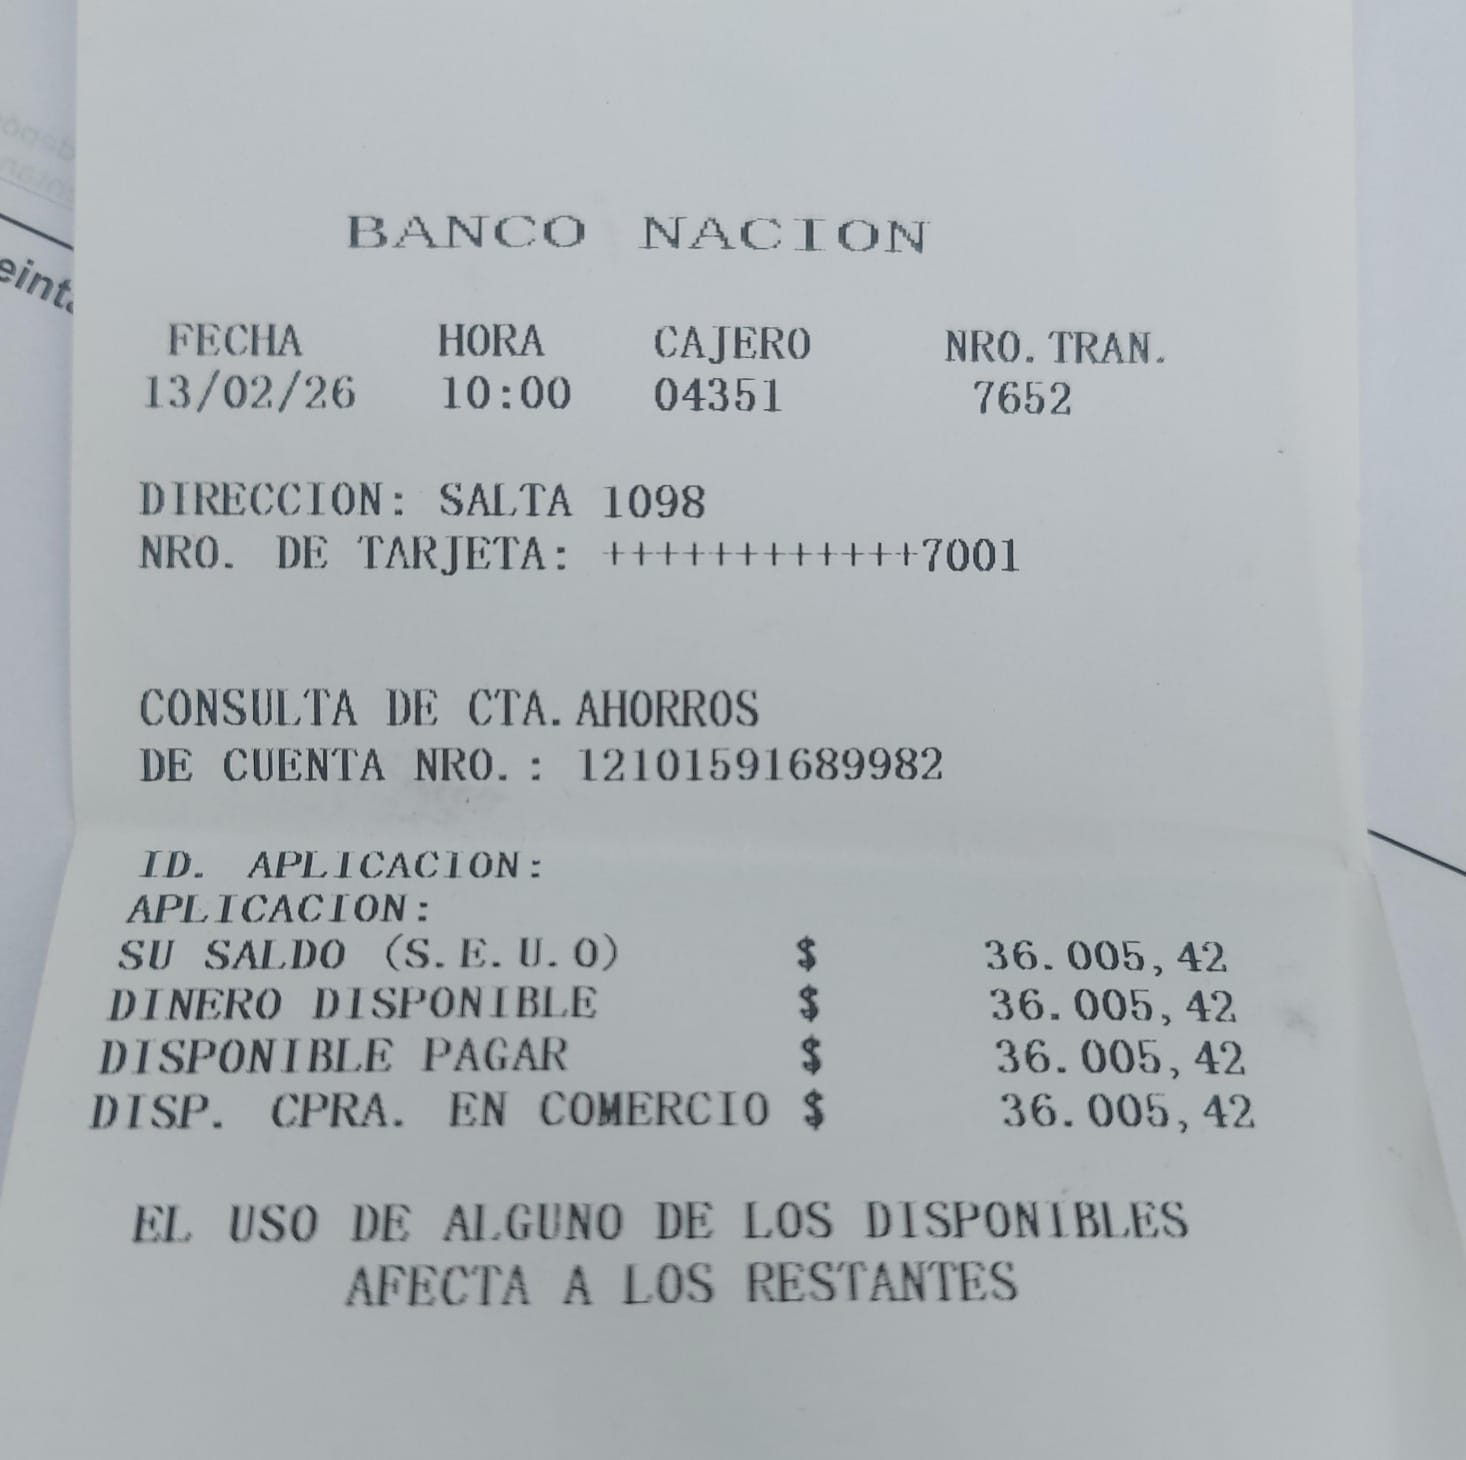 BANCO NACION
FECHA HORA CAJERO NRO. TRAN.
13/02/26 10:00 04351 7652
DIRECCION: SALTA 1098
NRO. DE TARJETA: ++++++++++++7001
CONSULTA DE CTA. AHORROS
DE CUENTA NRO. : 12101591689982
ID. APLICACION:
APLICACION:
SU SALDO (S.E.U.O) $ 36.005,42
DINERO DISPONIBLE $ 36.005,42
DISPONIBLE PAGAR $ 36.005,42
DISP. CPRA. EN COMERCIO $ 36.005,42
EL USO DE ALGUNO DE LOS DISPONIBLES
AFECTA A LOS RESTANTES